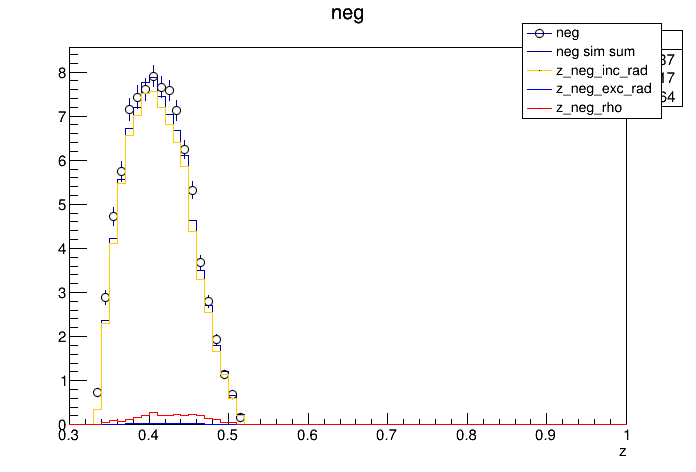 neg
neg
neg sim sum
z_neg_inc_rad
z_neg_exc_rad
z_neg_rho
37
17
64
8
7
6
5
4
3
2
1
0
0.3 0.4 0.5 0.6 0.7 0.8 0.9 1
z